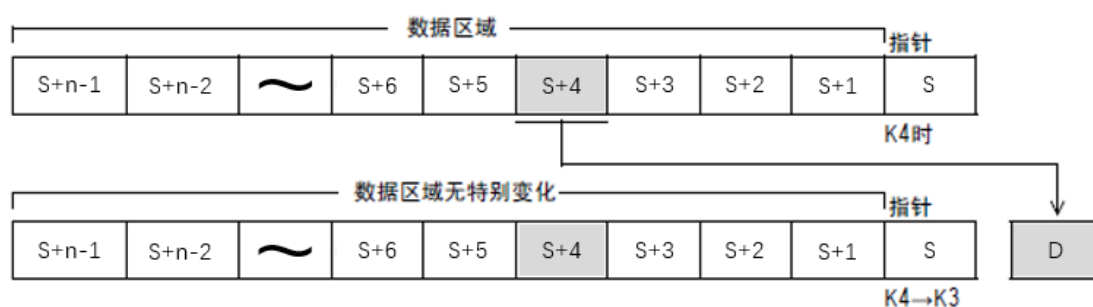 数据区域
指针
S+n-1 S+n-2 ～ S+6 S+5 S+4 S+3 S+2 S+1 S
K4时
数据区域无特别变化
指针
S+n-1 S+n-2 ～ S+6 S+5 S+4 S+3 S+2 S+1 S D
K4→K3